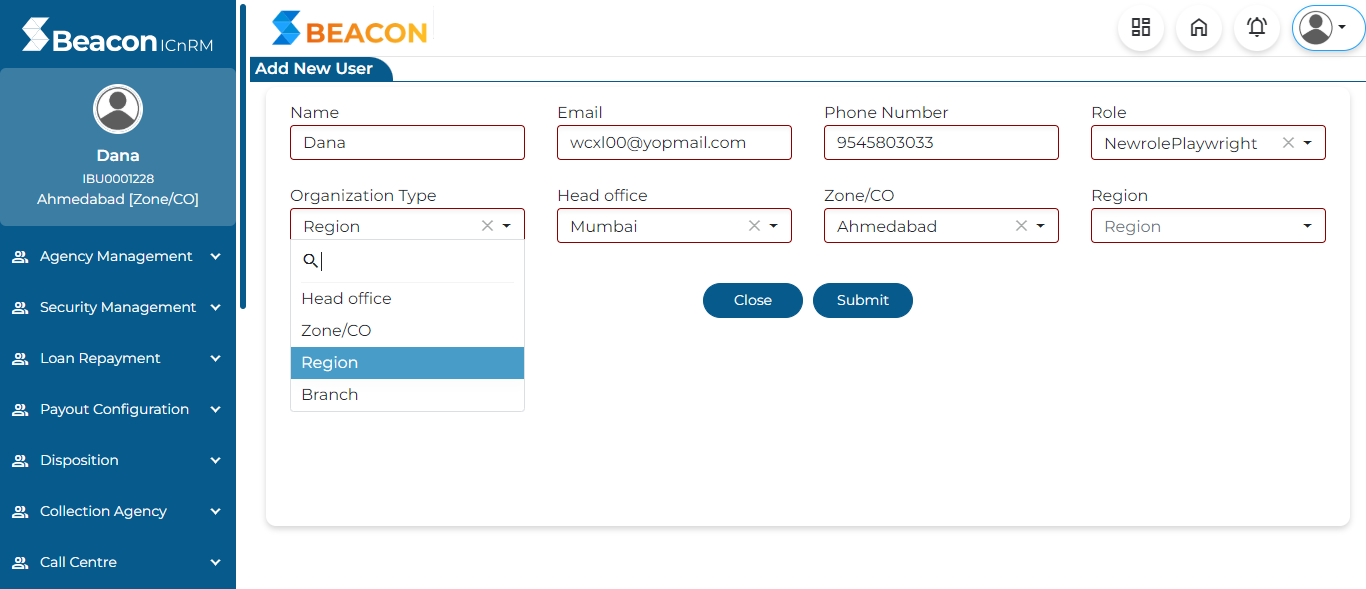 Beacon ICnRM
Dana
IBU0001228
Ahmedabad [Zone/CO]
Agency Management
Security Management
Loan Repayment
Payout Configuration
Disposition
Collection Agency
Call Centre
BEACON
Add New User
Name
Email
Phone Number
Role
Dana
wcxl00@yopmail.com
9545803033
NewrolePlaywright
Organization Type
Head office
Zone/CO
Region
Region
Mumbai
Ahmedabad
Region
Head office
Zone/CO
Region
Branch
Close
Submit